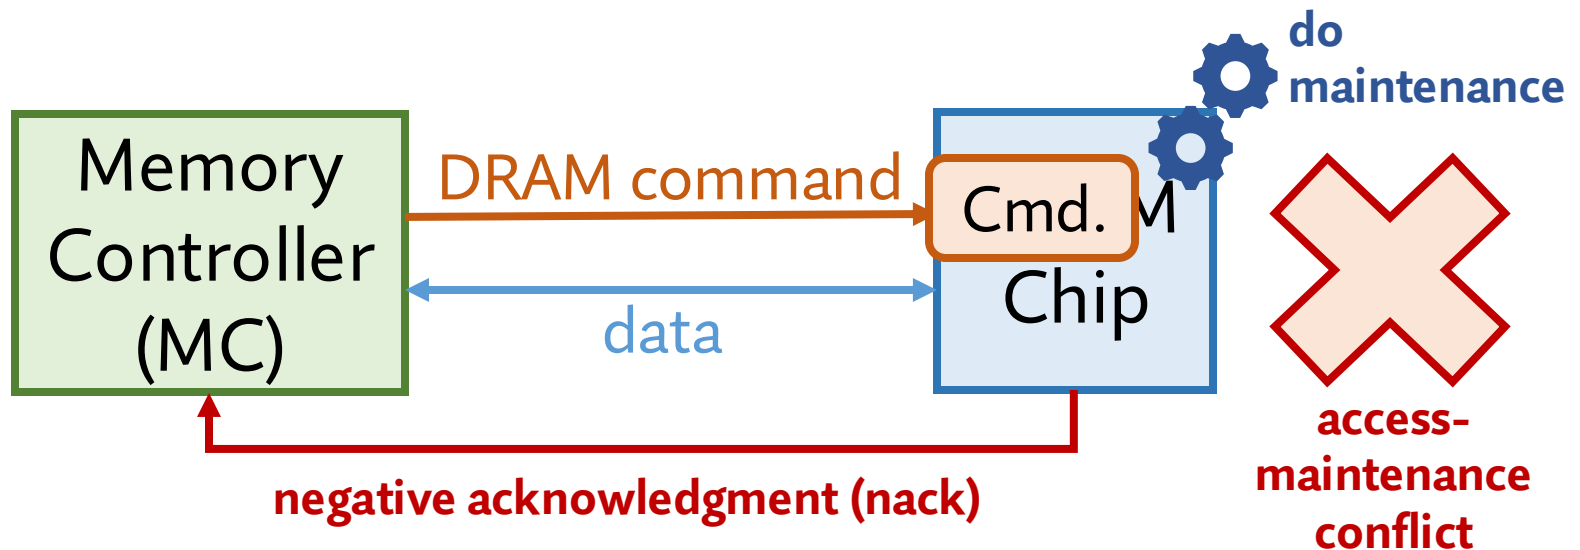 do
maintenance
Memory
Controller
(MC)
DRAM command
data
Cmd.
M
Chip
negative acknowledgment (nack)
access-
maintenance
conflict